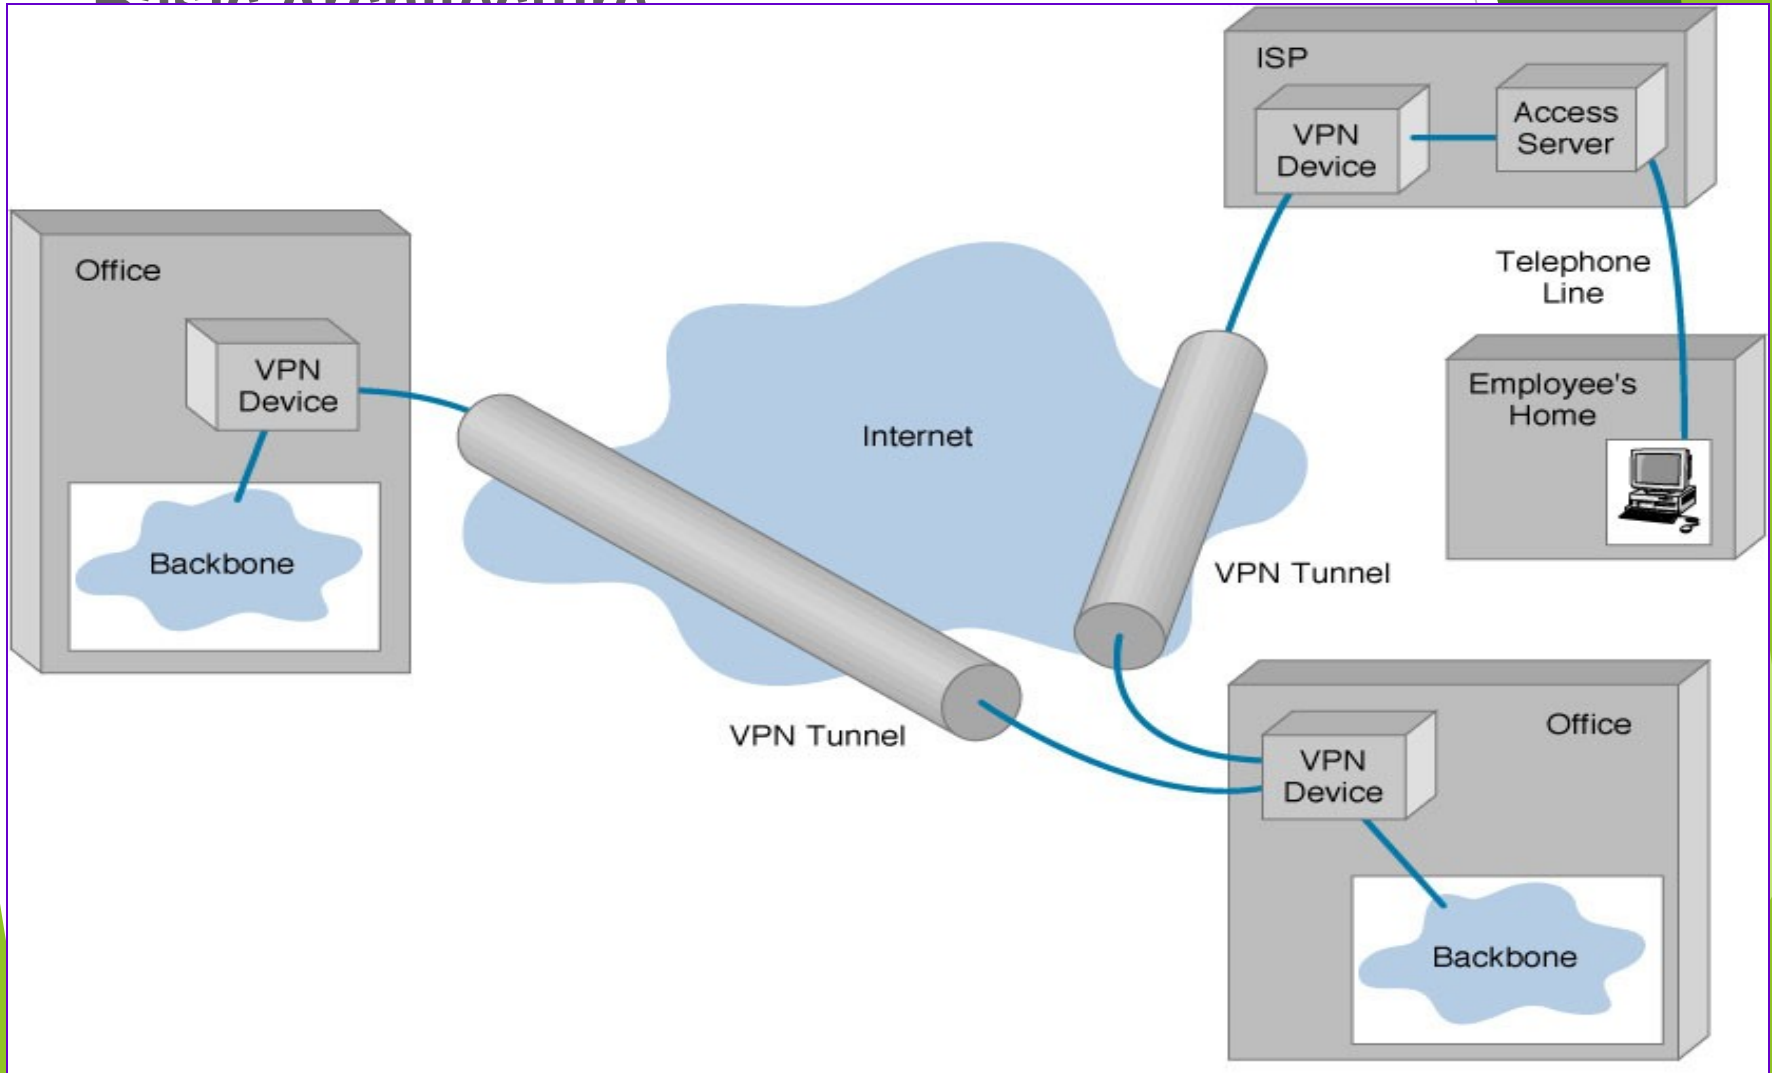 ISP
VPN
Device
Access
Server
Office
VPN
Device
Backbone
Internet
Telephone
Line
Employee's
Home
VPN Tunnel
VPN Tunnel
Office
VPN
Device
Backbone